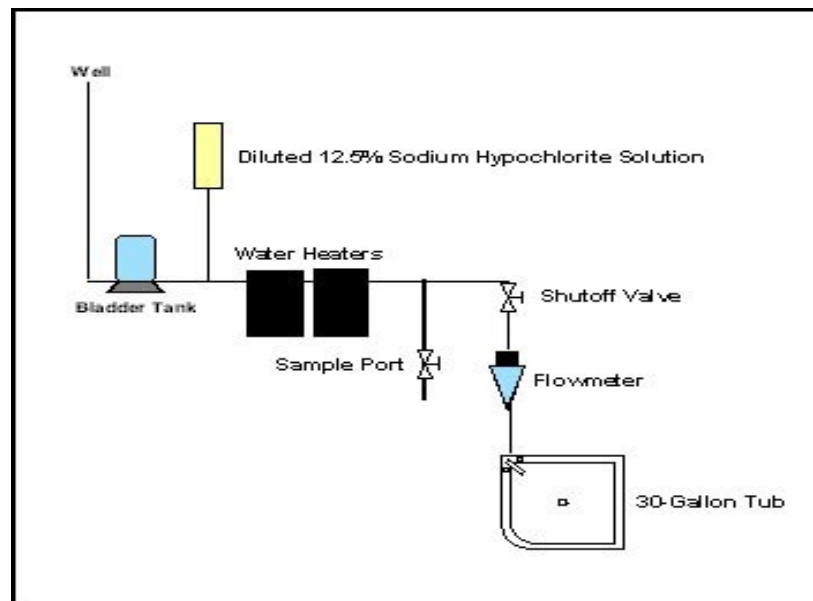 Well
Diluted 12.5% Sodium Hypochlorite Solution
Water Heaters
Bladder Tank
Shutoff Valve
Sample Port
Flowmeter
30-Gallon Tub